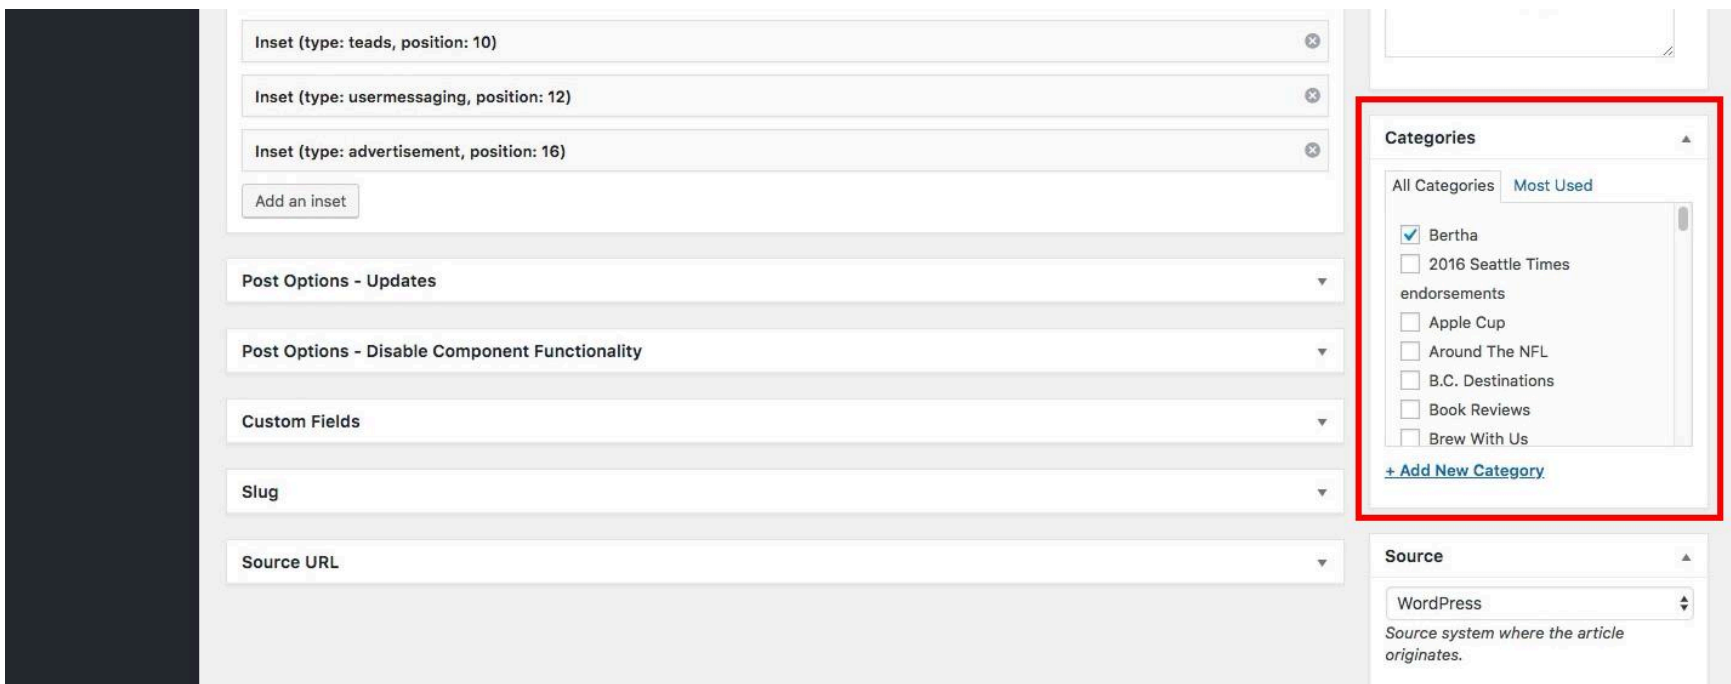 Inset (type: teads, position: 10)
Inset (type: usermessaging, position: 12)
Inset (type: advertisement, position: 16)
Add an inset
Post Options - Updates
Post Options - Disable Component Functionality
Custom Fields
Slug
Source URL
Categories
All Categories Most Used
Bertha
2016 Seattle Times
endorsements
Apple Cup
Around The NFL
B.C. Destinations
Book Reviews
Brew With Us
+ Add New Category
Source
WordPress
Source system where the article
originates.